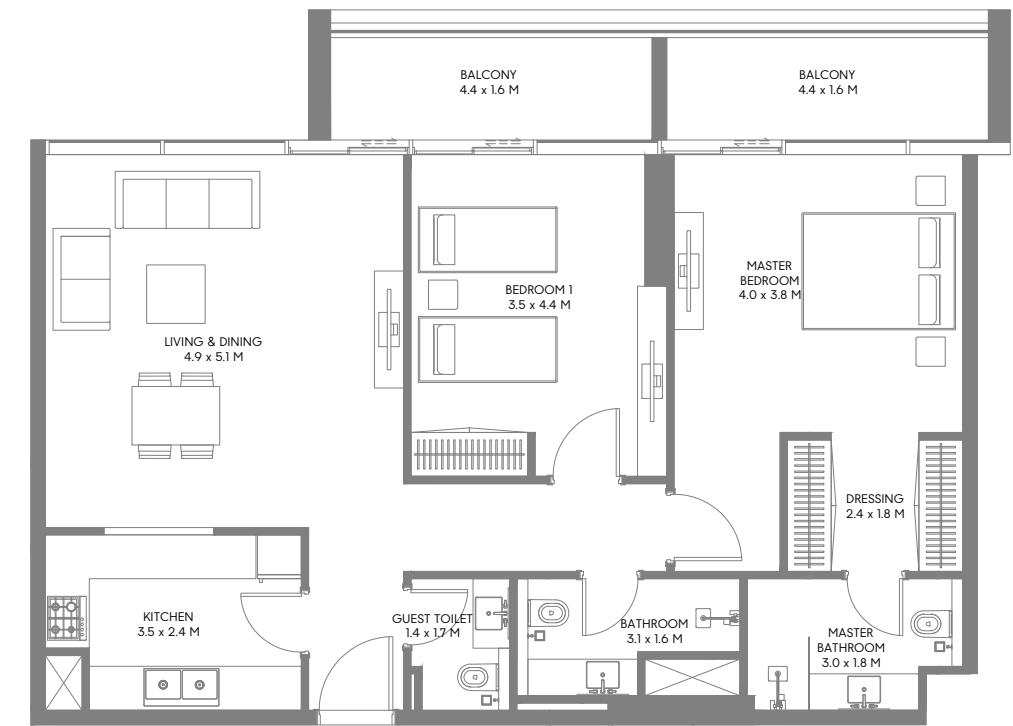 BALCONY
4.4 x 1.6 M
BALCONY
4.4 x 1.6 M
MASTER
BEDROOM
4.0 x 3.8 M
BEDROOM 1
3.5 x 4.4 M
LIVING & DINING
4.9 x 5.1 M
DRESSING
2.4 x 1.8 M
KITCHEN
3.5 x 2.4 M
GUEST TOILET
1.4 x 1.7 M
BATHROOM
3.1 x 1.6 M
MASTER
BATHROOM
3.0 x 1.8 M